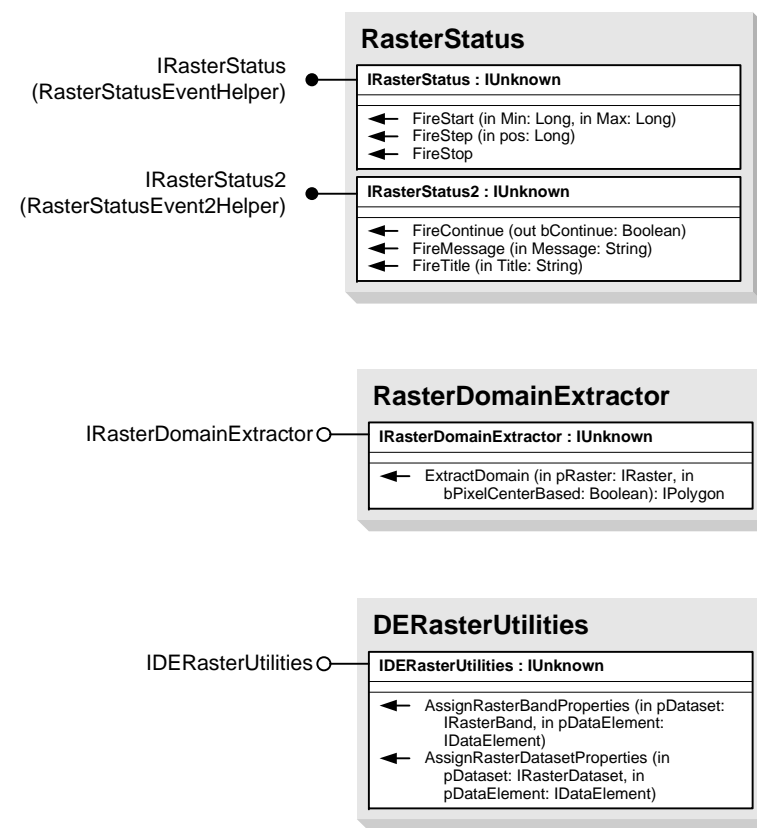 RasterStatus
IRasterStatus
(RasterStatusEventHelper)
IRasterStatus : IUnknown
FireStart (in Min: Long, in Max: Long)
FireStep (in pos: Long)
FireStop
IRasterStatus2
(RasterStatusEvent2Helper)
IRasterStatus2 : IUnknown
FireContinue (out bContinue: Boolean)
FireMessage (in Message: String)
FireTitle (in Title: String)
RasterDomainExtractor
IRasterDomainExtractor
IRasterDomainExtractor : IUnknown
ExtractDomain (in pRaster: IRaster, in
bPixelCenterBased: Boolean): IPolygon
DERasterUtilities
IDERasterUtilities
IDERasterUtilities : IUnknown
AssignRasterBandProperties (in pDataset:
IRasterBand, in pDataElement:
IDataElement)
AssignRasterDatasetProperties (in
pDataset: IRasterDataset, in
pDataElement: IDataElement)